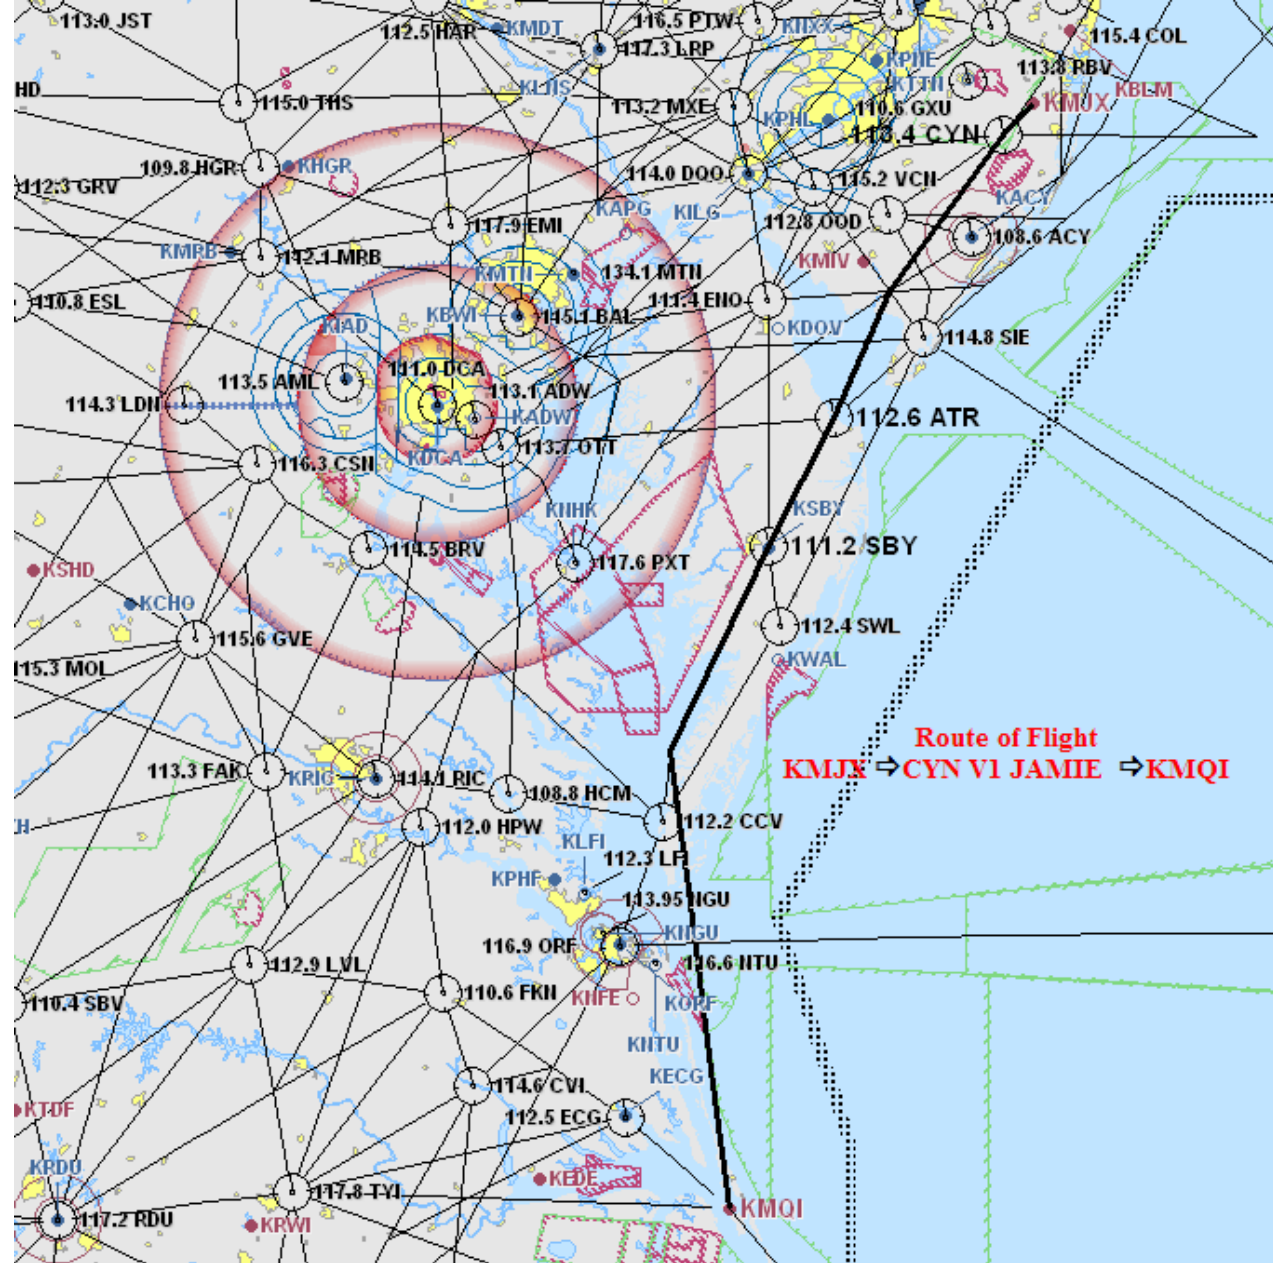 113.0 JST
112.5 HAR
KMDT
116.5 PTW
117.3 LRP
KNXX
115.4 COL
KPNE
113.8 RBV
HD
KLNS
KTTN
KBLM
115.0 THS
113.2 MXE
110.6 GXU
KMJX
KPHL
113.4 CYN
109.8 HGR
KHGR
114.0 DQO
115.2 VCN
112.3 GRV
KACY
KAPG
KILG
112.8 OOD
117.9 EMI
108.6 ACY
KMRB
112.1 MRB
KMIV
KMTN
134.1 MTN
110.8 ESL
111.4 ENO
KIAD
KBWI
115.1 BAL
KDOV
114.8 SIE
111.0 DCA
113.5 AML
113.1 ADW
114.3 LDN
KADW
112.6 ATR
113.7 OTT
KDCA
116.3 CSN
KNHK
KSBY
114.5 BRV
111.2 SBY
117.6 PXT
KSHD
KCHO
112.4 SWL
115.6 GVE
KWAL
115.3 MOL
Route of Flight
KMJX ⇨ CYN V1 JAMIE ⇨ KMQI
113.3 FAK
KRIC
114.1 RIC
108.8 HCM
112.2 CCV
112.0 HPW
KLFI
112.3 LFI
KPHF
113.95 NGU
KNGU
116.9 ORF
112.9 LVL
116.6 NTU
110.6 FKN
KNFE
KORF
110.4 SBV
KNTU
KECG
114.6 CVI
KTDF
112.5 ECG
KRDU
KEDE
117.8 TYI
KMQI
117.2 RDU
KRWI